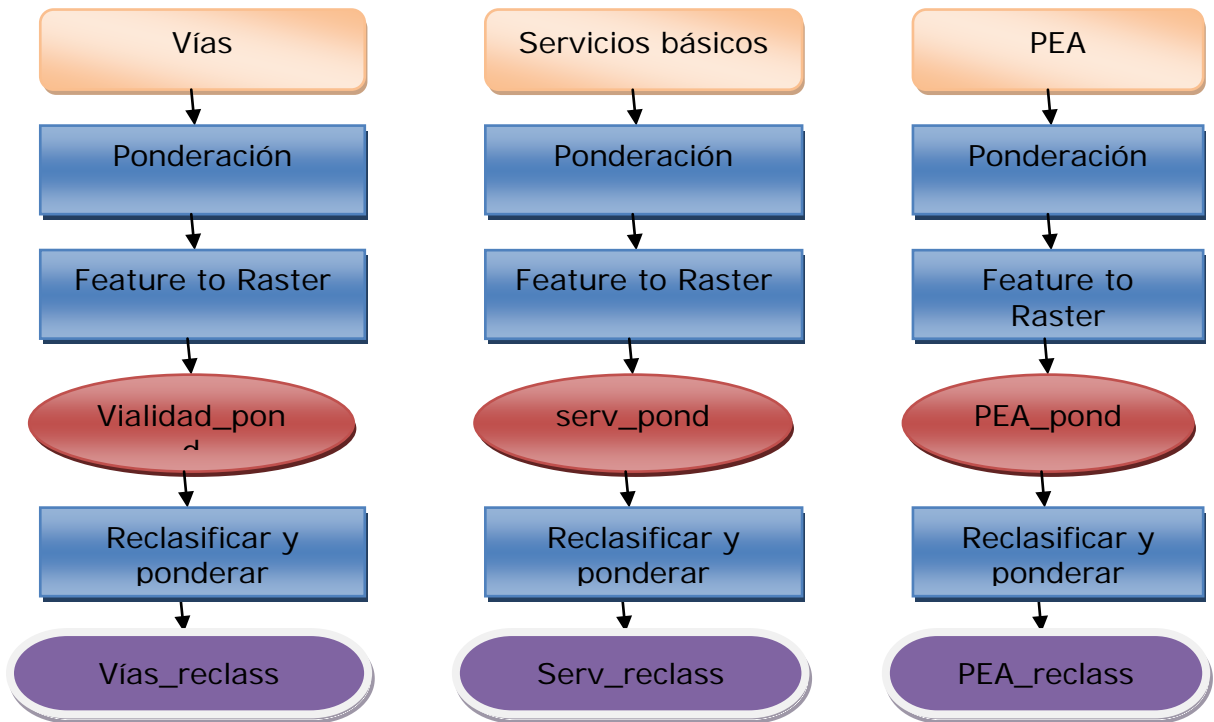 Vías
Servicios básicos
PEA
Ponderación
Ponderación
Ponderación
Feature to Raster
Feature to Raster
Feature to
Raster
Vialidad_pon
d
serv_pond
PEA_pond
Reclasificar y
ponderar
Reclasificar y
ponderar
Reclasificar y
ponderar
Vías_reclass
Serv_reclass
PEA_reclass